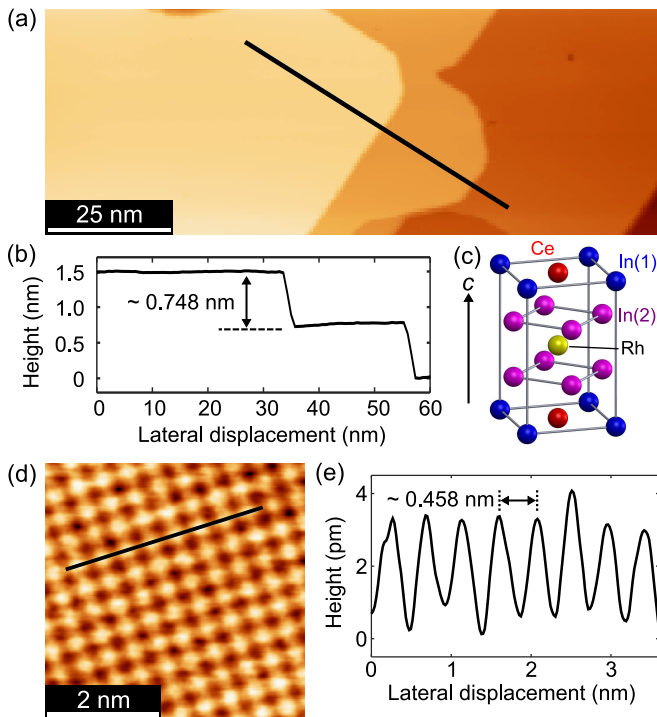 (a)
25 nm
(b)
1.5
1.0
0.5
0
Height (nm)
~ 0.748 nm
0 10 20 30 40 50 60
Lateral displacement (nm)
(c)
c
Ce
In(1)
In(2)
Rh
(d)
2 nm
(e)
4
2
0
Height (pm)
~ 0.458 nm
0 1 2 3
Lateral displacement (nm)